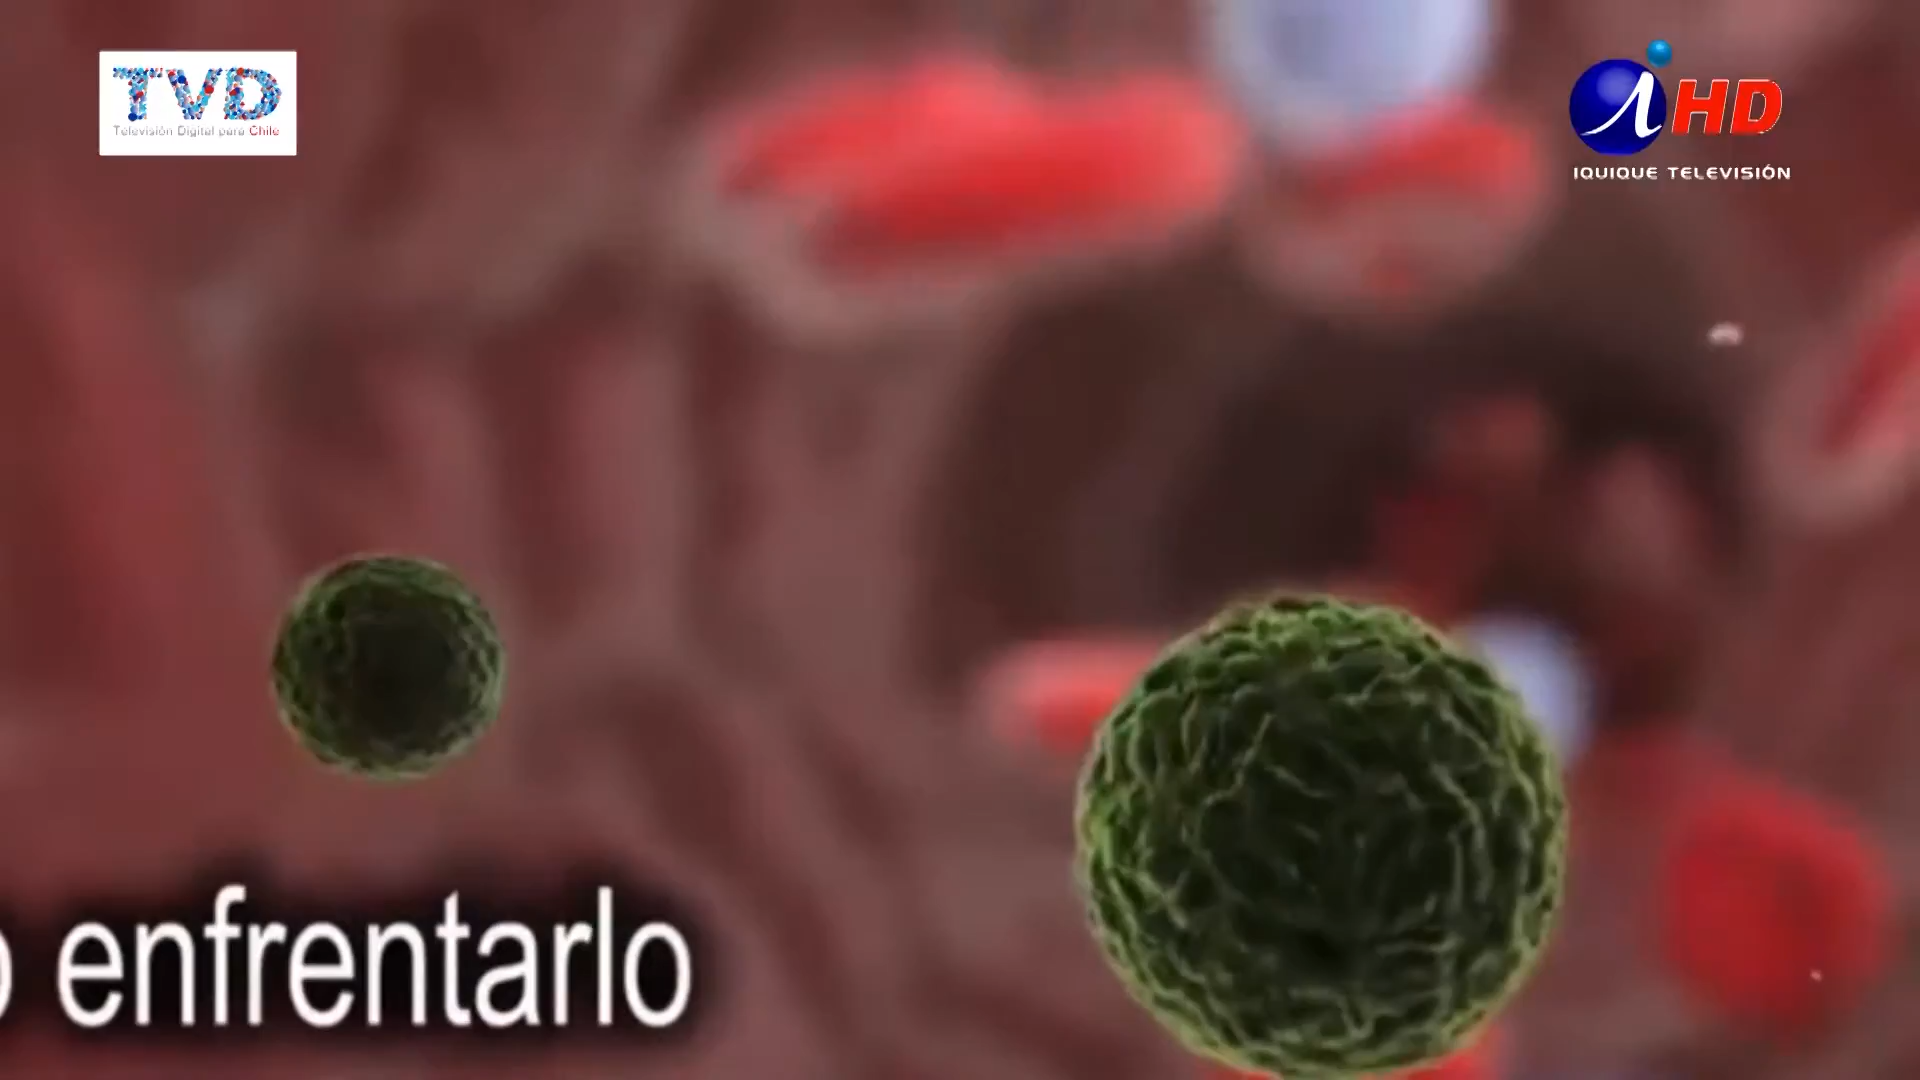 TVD
Televisión Digital para Chile
HD
IQUIQUE TELEVISIÓN
enfrentarlo